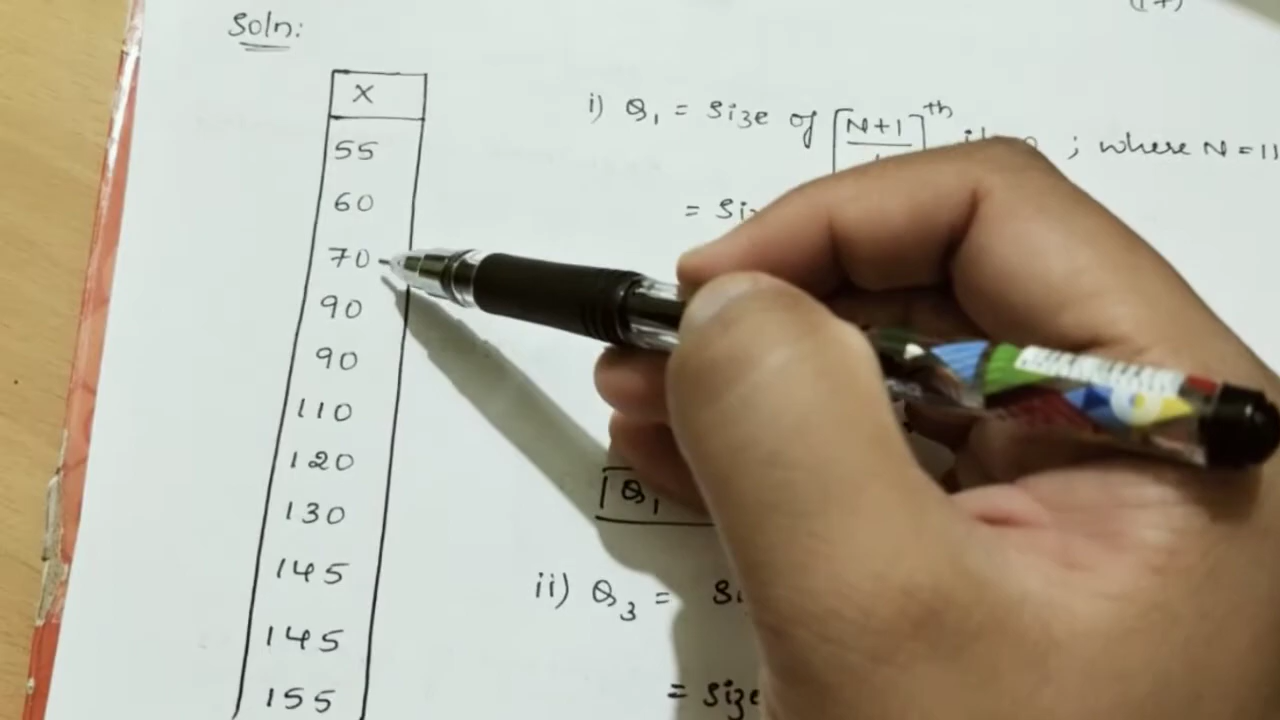 Soln:
X
55
60
70
90
90
110
120
130
145
145
155
i) Q1 = Size of [N+1]th ; where N = 11
=
Q1
ii) Q3 =
= Size